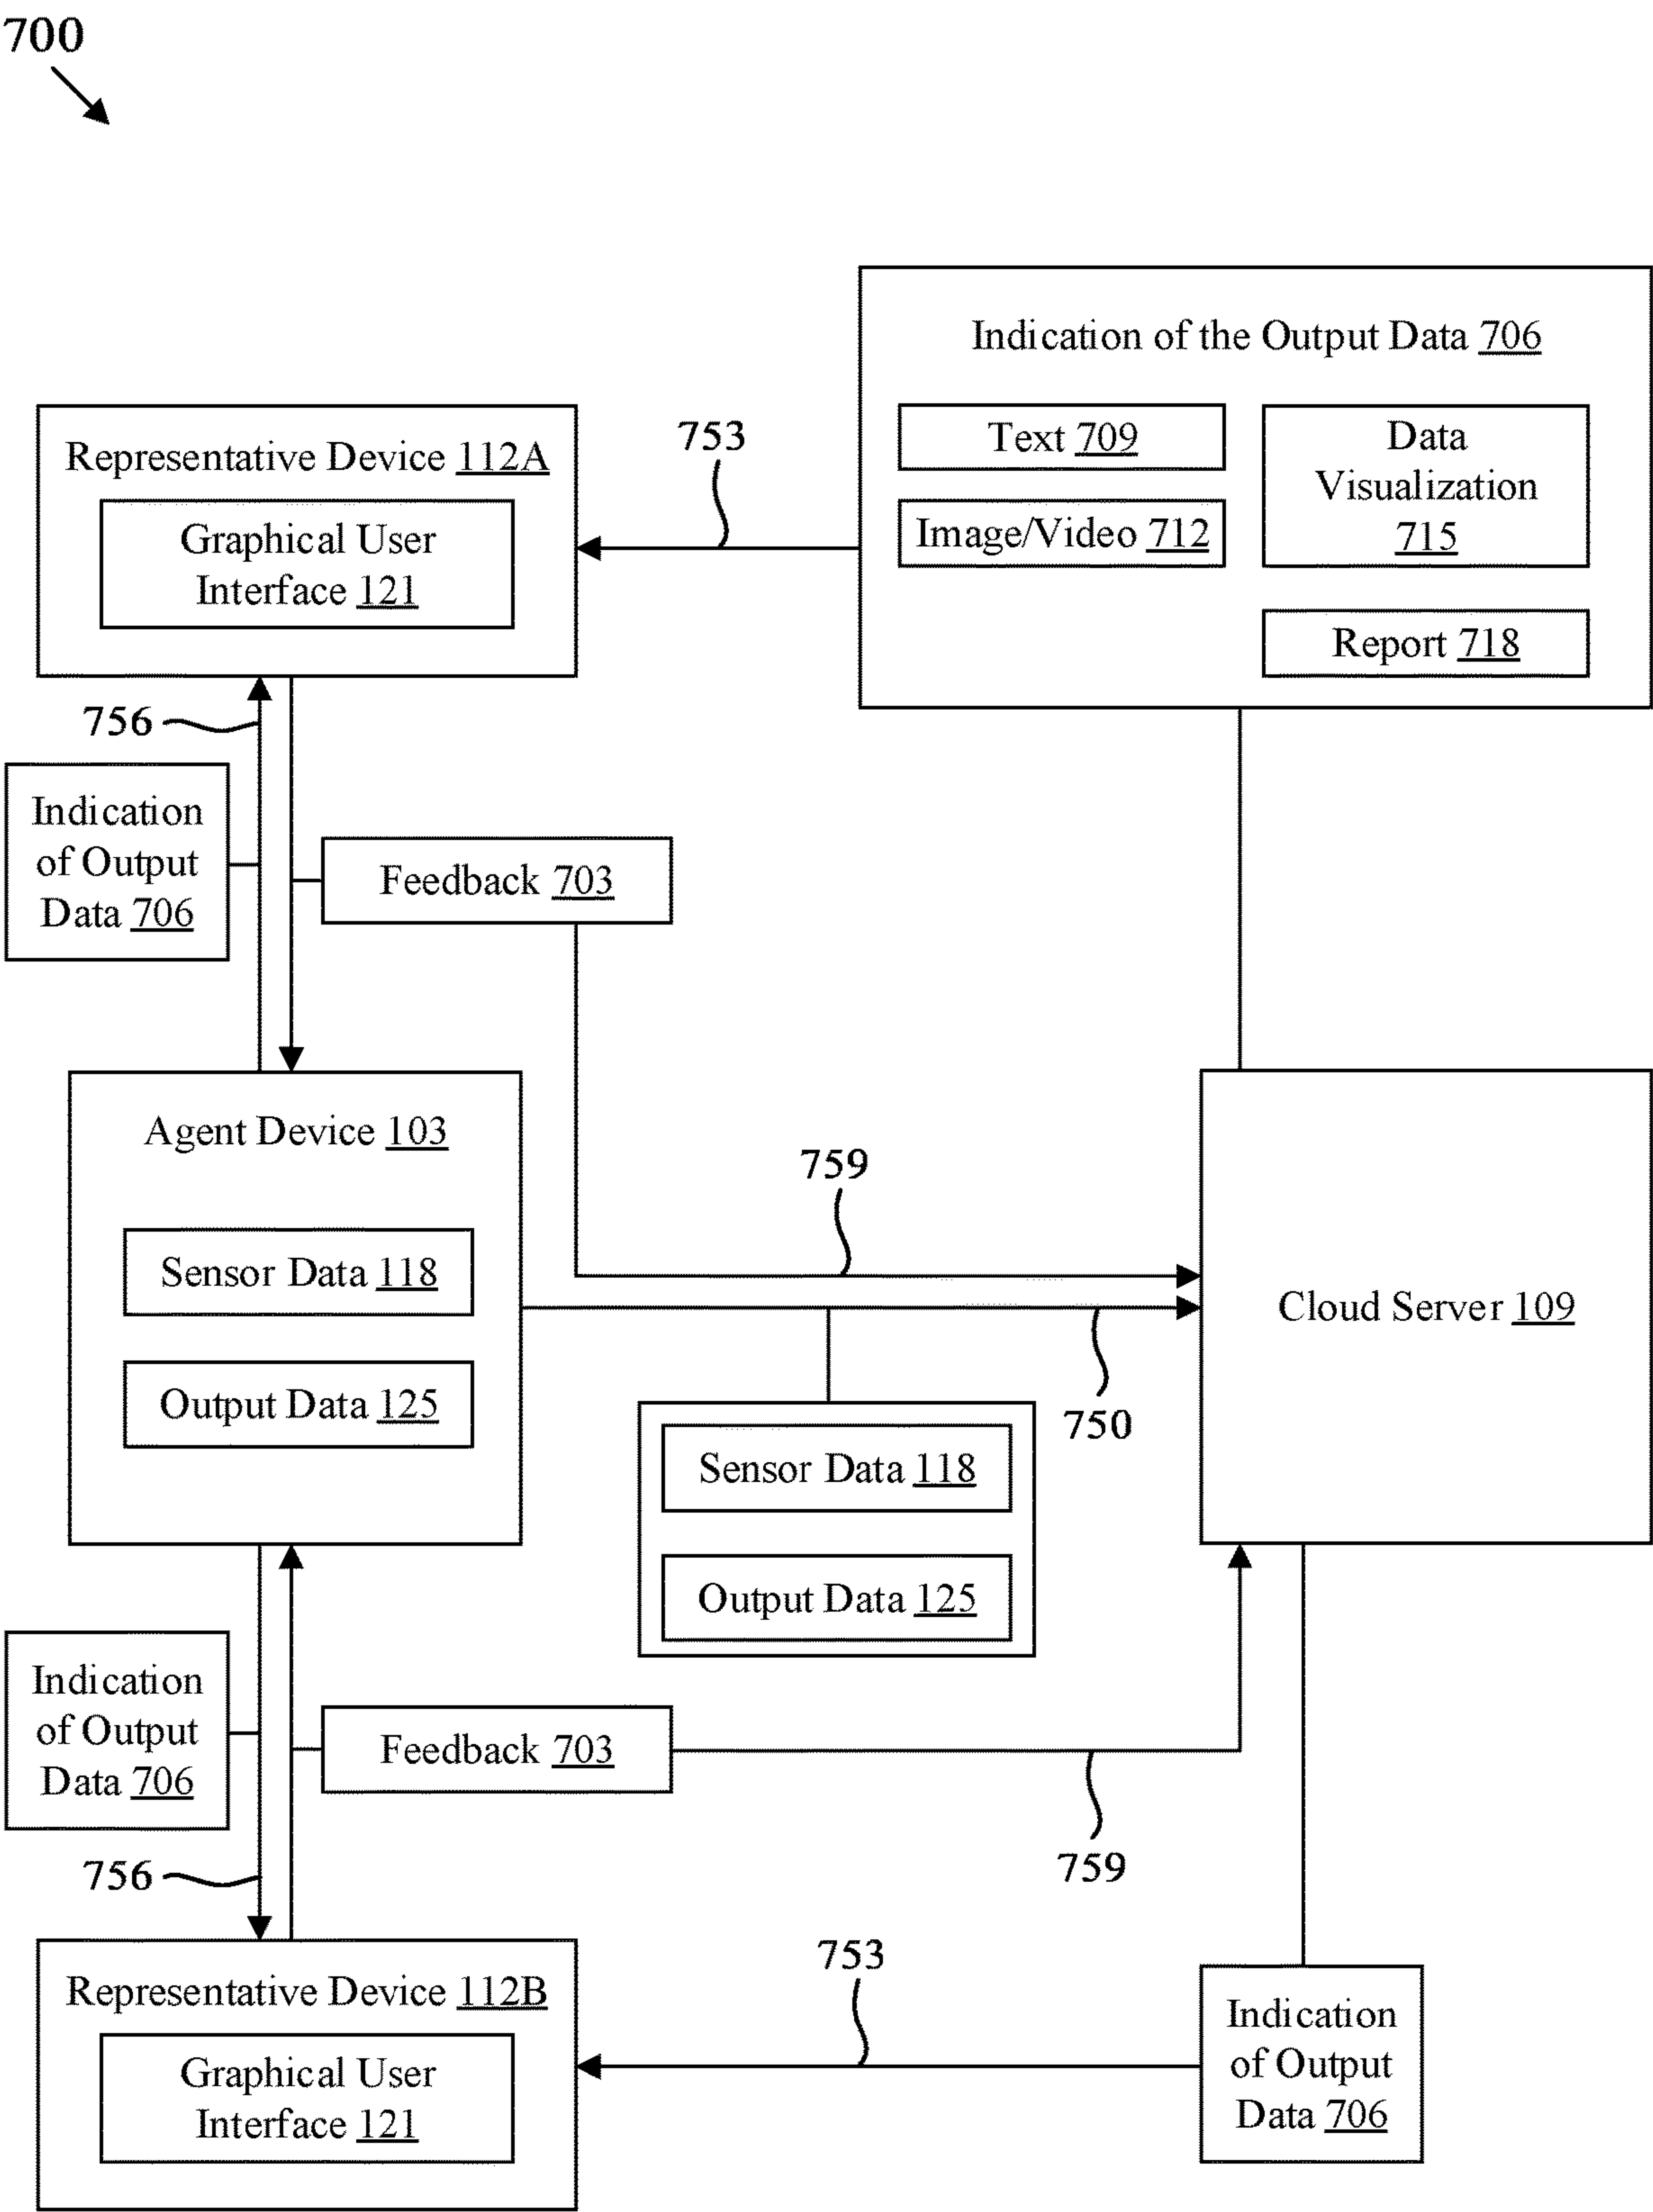 700
Indication of the Output Data 706
Text 709
Image/Video 712
Data
Visualization
715
Report 718
753
Representative Device 112A
Graphical User
Interface 121
756
Indication
of Output
Data 706
Feedback 703
Agent Device 103
Sensor Data 118
Output Data 125
759
750
Cloud Server 109
Sensor Data 118
Output Data 125
Indication
of Output
Data 706
Feedback 703
756
759
Representative Device 112B
Graphical User
Interface 121
753
Indication
of Output
Data 706